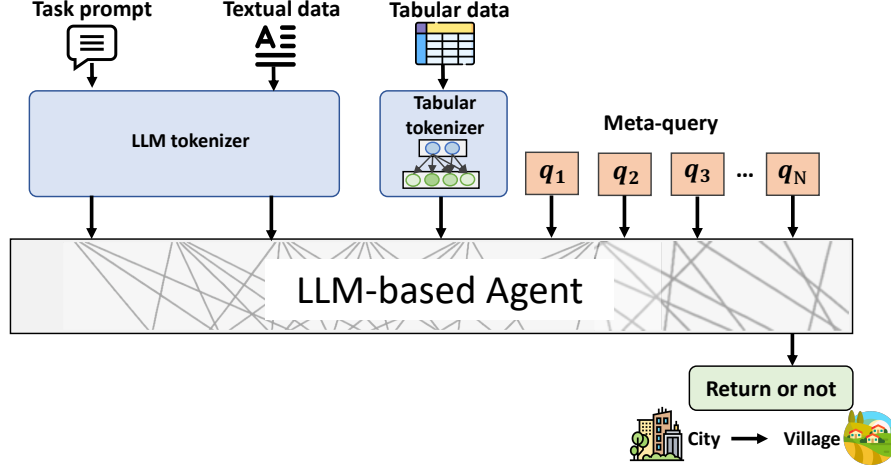 Task prompt
Textual data
Tabular data
LLM tokenizer
Tabular
tokenizer
Meta-query
q₁
q₂
q₃
...
q_N
LLM-based Agent
Return or not
City
Village